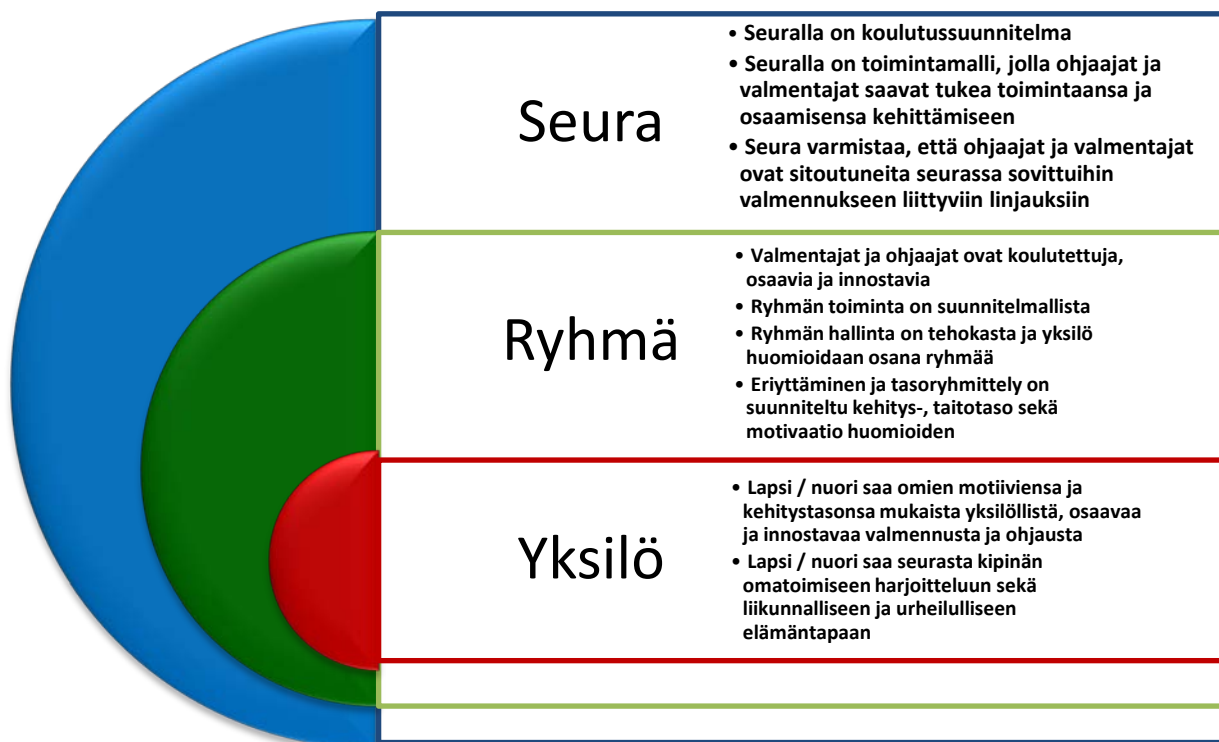 Seura
• Seuralla on koulutussuunnitelma
• Seuralla on toimintamalli, jolla ohjaajat ja
valmentajat saavat tukea toimintaansa ja
osaamisensa kehittämiseen
• Seura varmistaa, että ohjaajat ja valmentajat
ovat sitoutuneita seurassa sovittuihin
valmennukseen liittyviin linjauksiin
Ryhmä
• Valmentajat ja ohjaajat ovat koulutettuja,
osaavia ja innostavia
• Ryhmän toiminta on suunnitelmallista
• Ryhmän hallinta on tehokasta ja yksilö
huomioidaan osana ryhmää
• Eriyttäminen ja tasoryhmittely on
suunniteltu kehitys-, taitotaso sekä
motivaatio huomioiden
Yksilö
• Lapsi / nuori saa omien motiiviensa ja
kehitystasonsa mukaista yksilöllistä, osaavaa
ja innostavaa valmennusta ja ohjausta
• Lapsi / nuori saa seurasta kipinän
omatoimiseen harjoitteluun sekä
liikunnalliseen ja urheilulliseen
elämäntapaan